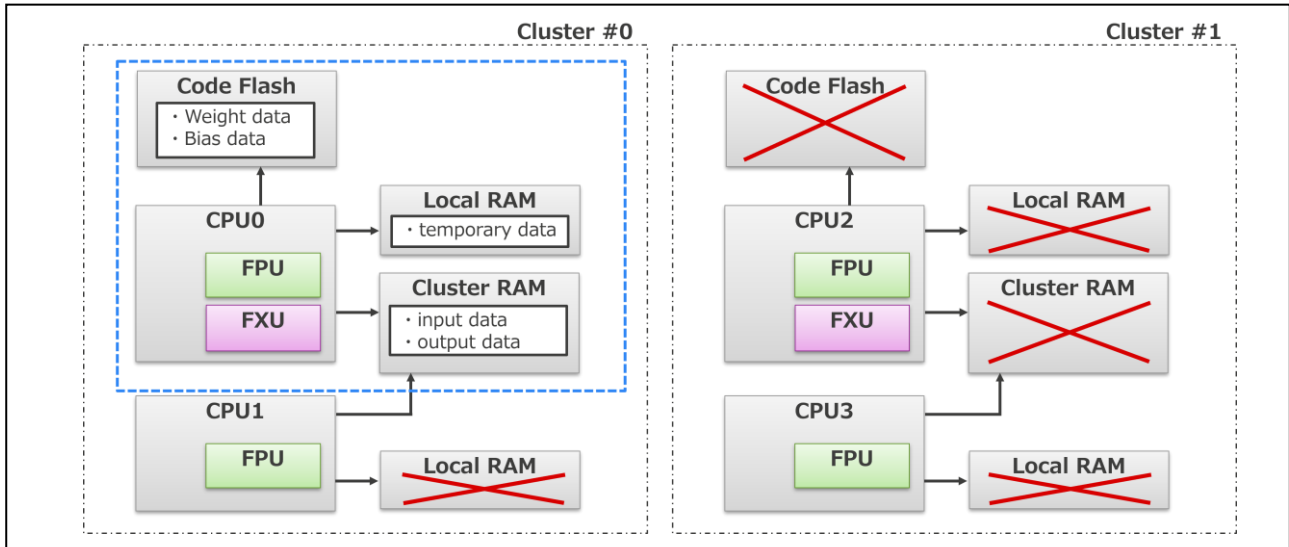 Cluster #0
Code Flash
・Weight data
・Bias data
CPU0
FPU
FXU
Local RAM
・temporary data
Cluster RAM
・input data
・output data
CPU1
FPU
Local RAM
Cluster #1
Code Flash
CPU2
FPU
FXU
Local RAM
Cluster RAM
CPU3
FPU
Local RAM